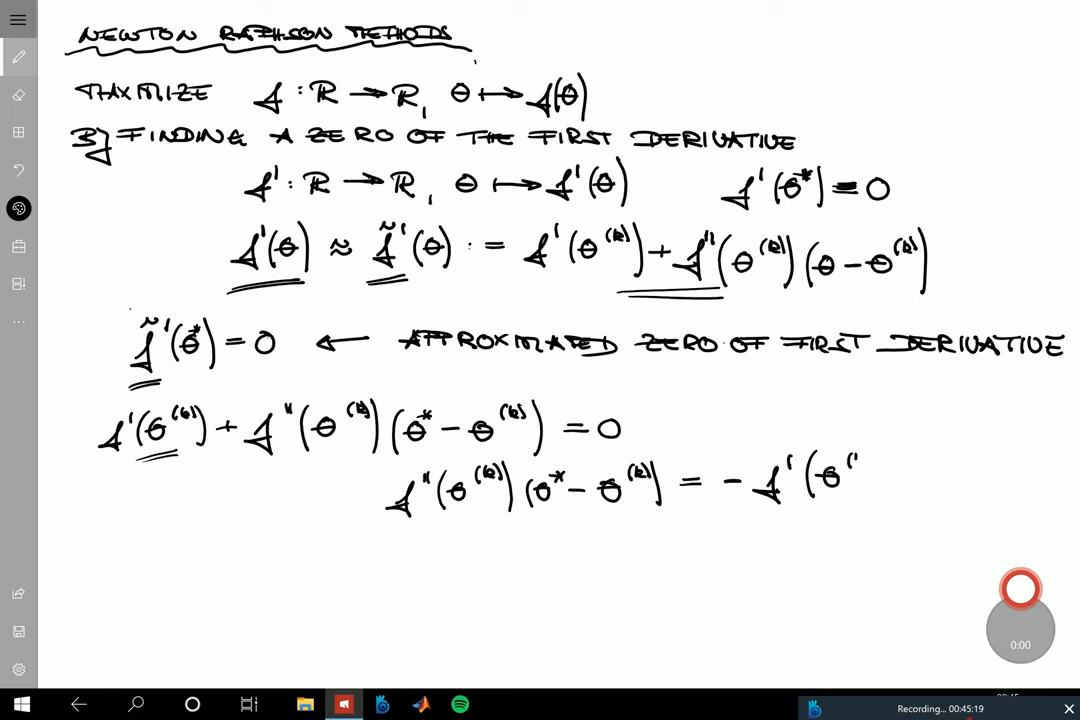 NEWTON RAPHSON METHODS
MAXIMIZE f : ℝ → ℝ, θ ↦ f(θ)
BY FINDING A ZERO OF THE FIRST DERIVATIVE
f' : ℝ → ℝ, θ ↦ f'(θ) f'(θ*) = 0
f'(θ) ≈ f̃'(θ) := f'(θ^(k)) + f''(θ^(k))(θ − θ^(k))
f̃'(θ*) = 0 ← APPROXIMATED ZERO OF FIRST DERIVATIVE
f'(θ^(k)) + f''(θ^(k))(θ* − θ^(k)) = 0
f''(θ^(k))(θ* − θ^(k)) = − f'(θ^(
0:00
Recording... 00:45:19